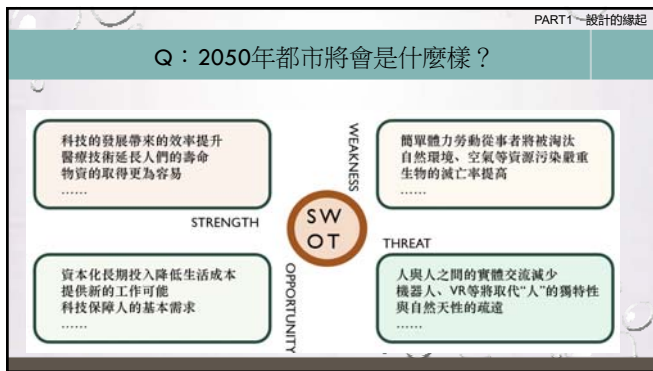 PART1—設計的緣起
Q：2050年都市將會是什麼樣？
科技的發展帶來的效率提升
醫療技術延長人們的壽命
物資的取得更為容易
......
STRENGTH
WEAKNESS
簡單體力勞動從事者將被淘汰
自然環境、空氣等資源污染嚴重
生物的滅亡率提高
......
SW
OT
資本化長期投入降低生活成本
提供新的工作可能
科技保障人的基本需求
......
OPPORTUNITY
THREAT
人與人之間的實體交流減少
機器人、VR等將取代“人”的獨特性
與自然天性的疏遠
......